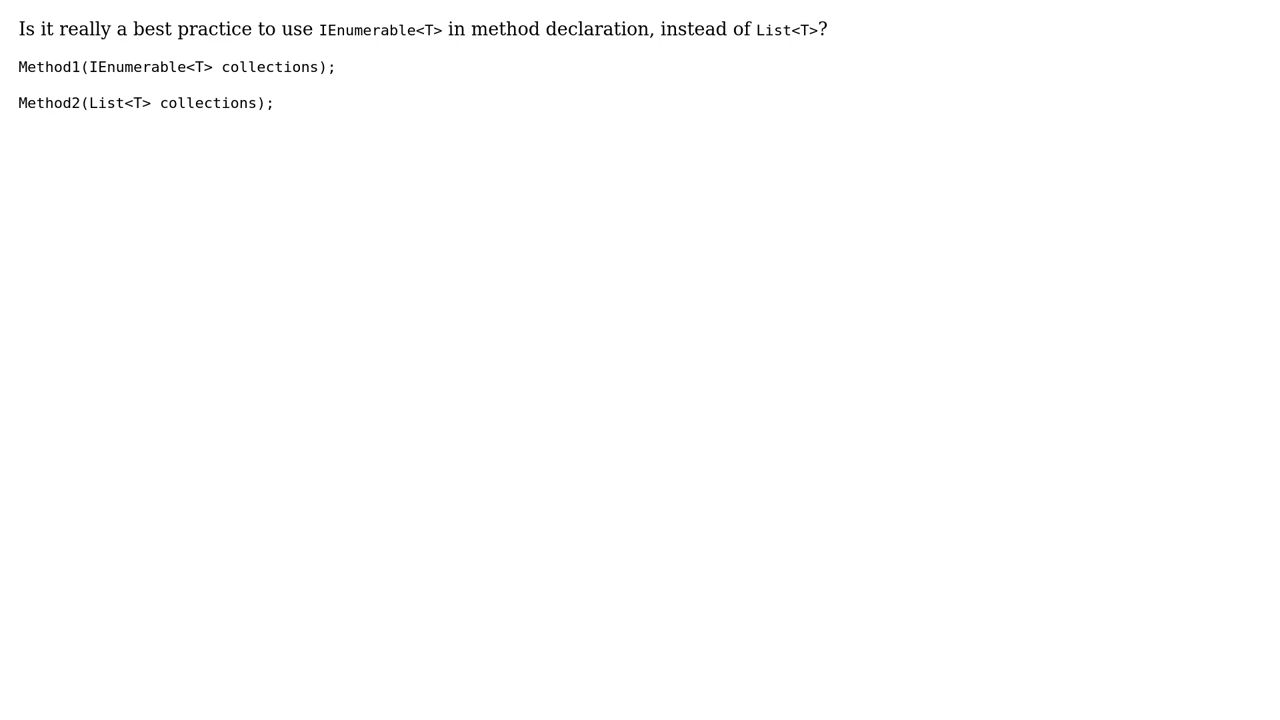 Is it really a best practice to use IEnumerable<T> in method declaration, instead of List<T>?
Method1(IEnumerable<T> collections);
Method2(List<T> collections);